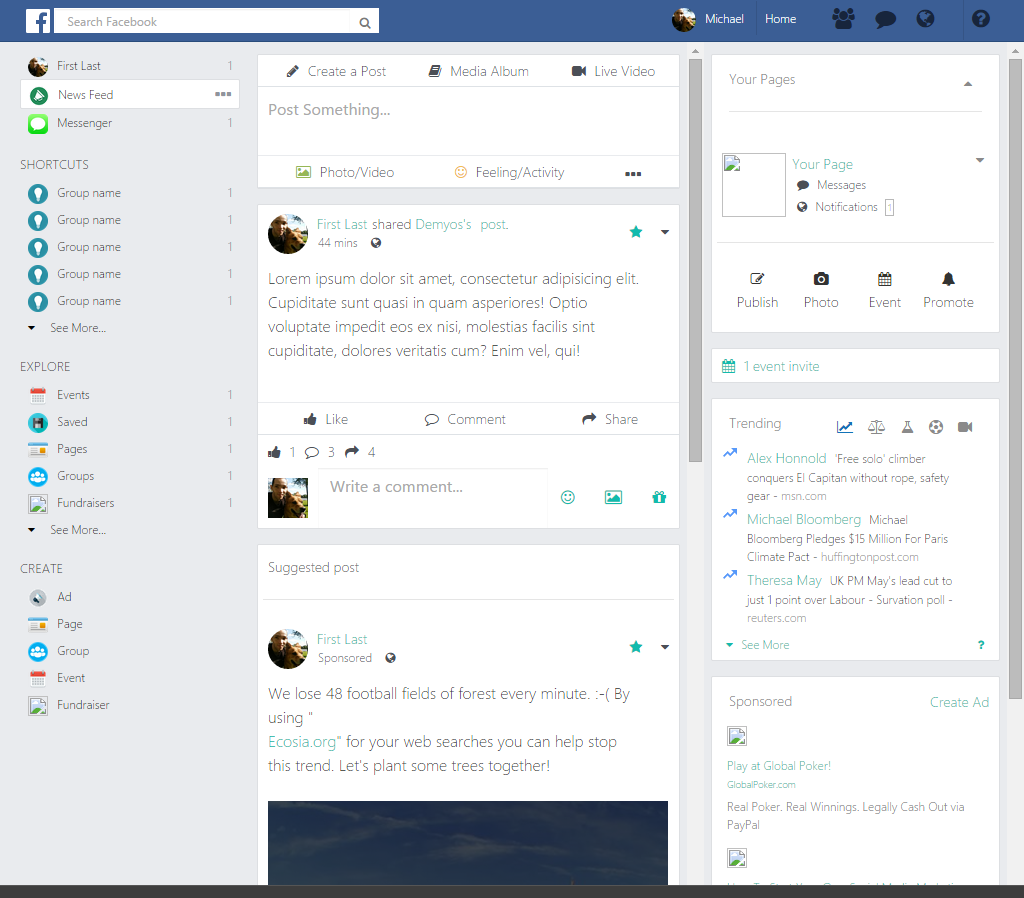 Search Facebook
Michael
Home
First Last 1
News Feed
Messenger 1
SHORTCUTS
Group name 1
Group name 1
Group name 1
Group name 1
Group name 1
See More...
EXPLORE
Events 1
Saved 1
Pages 1
Groups 1
Fundraisers 1
See More...
CREATE
Ad
Page
Group
Event
Fundraiser
Create a Post Media Album Live Video
Post Something...
Photo/Video Feeling/Activity
First Last shared Demyos's post.
44 mins
Lorem ipsum dolor sit amet, consectetur adipisicing elit.
Cupiditate sunt quasi in quam asperiores! Optio
voluptate impedit eos ex nisi, molestias facilis sint
cupiditate, dolores veritatis cum? Enim vel, qui!
Like Comment Share
1 3 4
Write a comment...
Suggested post
First Last
Sponsored
We lose 48 football fields of forest every minute. :-( By
using "
Ecosia.org" for your web searches you can help stop
this trend. Let's plant some trees together!
Your Pages
Your Page
Messages
Notifications 1
Publish Photo Event Promote
1 event invite
Trending
Alex Honnold 'Free solo' climber
conquers El Capitan without rope, safety
gear - msn.com
Michael Bloomberg Michael
Bloomberg Pledges $15 Million For Paris
Climate Pact - huffingtonpost.com
Theresa May UK PM May's lead cut to
just 1 point over Labour - Survation poll -
reuters.com
See More ?
Sponsored Create Ad
Play at Global Poker!
GlobalPoker.com
Real Poker. Real Winnings. Legally Cash Out via
PayPal